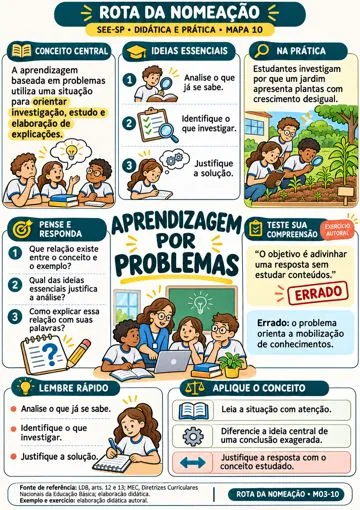 ROTA DA NOMEAÇÃO
SEE-SP • DIDÁTICA E PRÁTICA • MAPA 10
CONCEITO CENTRAL
A aprendizagem
baseada em problemas
utiliza uma situação
para orientar
investigação, estudo e
elaboração de
explicações.
IDEIAS ESSENCIAIS
1 Analise o que
já se sabe.
2 Identifique o
que investigar.
3 Justifique
a solução.
NA PRÁTICA
Estudantes investigam
por que um jardim
apresenta plantas com
crescimento desigual.
PENSE E
RESPONDA
1 Que relação existe
entre o conceito e
o exemplo?
2 Qual das ideias
essenciais justifica
a análise?
3 Como explicar essa
relação com suas
palavras?
?
APRENDIZAGEM
POR
PROBLEMAS
TESTE SUA
COMPREENSÃO
EXERCÍCIO
AUTORAL
"O objetivo é adivinhar
uma resposta sem
estudar conteúdos."
ERRADO
Errado: o problema
orienta a mobilização
de conhecimentos.
LEMBRE RÁPIDO
Analise o que já se sabe.
Identifique o que
investigar.
Justifique a solução.
APLIQUE O CONCEITO
Leia a situação com atenção.
Diferencie a ideia central de
uma conclusão exagerada.
Justifique a resposta com o
conceito estudado.
Fonte de referência: LDB, arts. 12 e 13; MEC, Diretrizes Curriculares
Nacionais da Educação Básica; elaboração didática.
Exemplo e exercício: elaboração didática autoral.
ROTA DA NOMEAÇÃO • M03-10